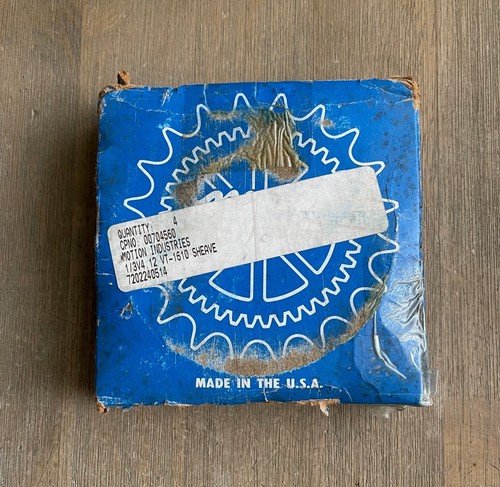 QUANTITY: 4
CPNO: 00704560
MOTION INDUSTRIES
1/3V4.12 VT-1610 SHEAVE
7202240514
MADE IN THE U.S.A.